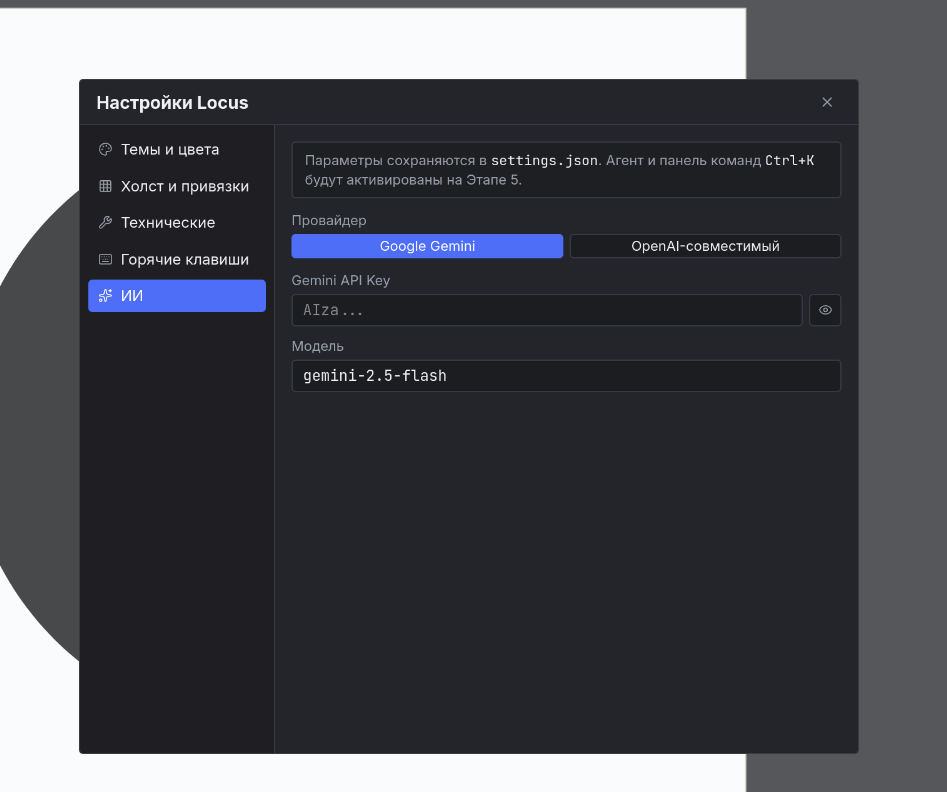 Настройки Locus
Темы и цвета
Холст и привязки
Технические
Горячие клавиши
ИИ
Параметры сохраняются в settings.json. Агент и панель команд Ctrl+K
будут активированы на Этапе 5.
Провайдер
Google Gemini
OpenAI-совместимый
Gemini API Key
AIza...
Модель
gemini-2.5-flash